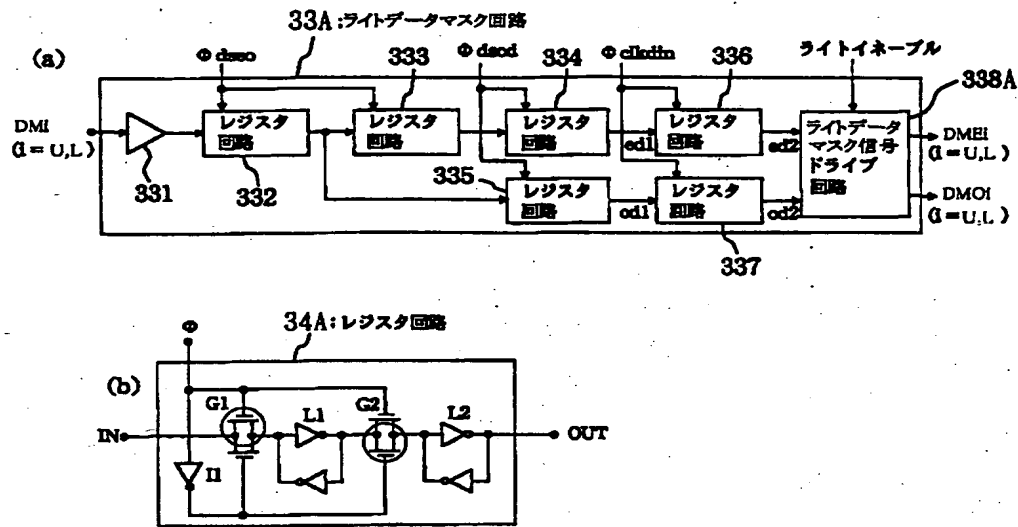 33A:ライトデータマスク回路
(a)
Φ dseo
333
Φ dsod
334
Φ clkdin
336
ライトイネーブル
338A
DMi
(i=U,L)
331
レジスタ
回路
332
レジスタ
回路
レジスタ
回路
ed1
レジスタ
回路
ed2
ライトデータ
マスク信号
ドライブ
回路
DMEi
(i=U,L)
335
レジスタ
回路
od1
レジスタ
回路
od2
337
DMOi
(i=U,L)
34A:レジスタ回路
Φ
(b)
G1
L1
G2
L2
IN
OUT
I1